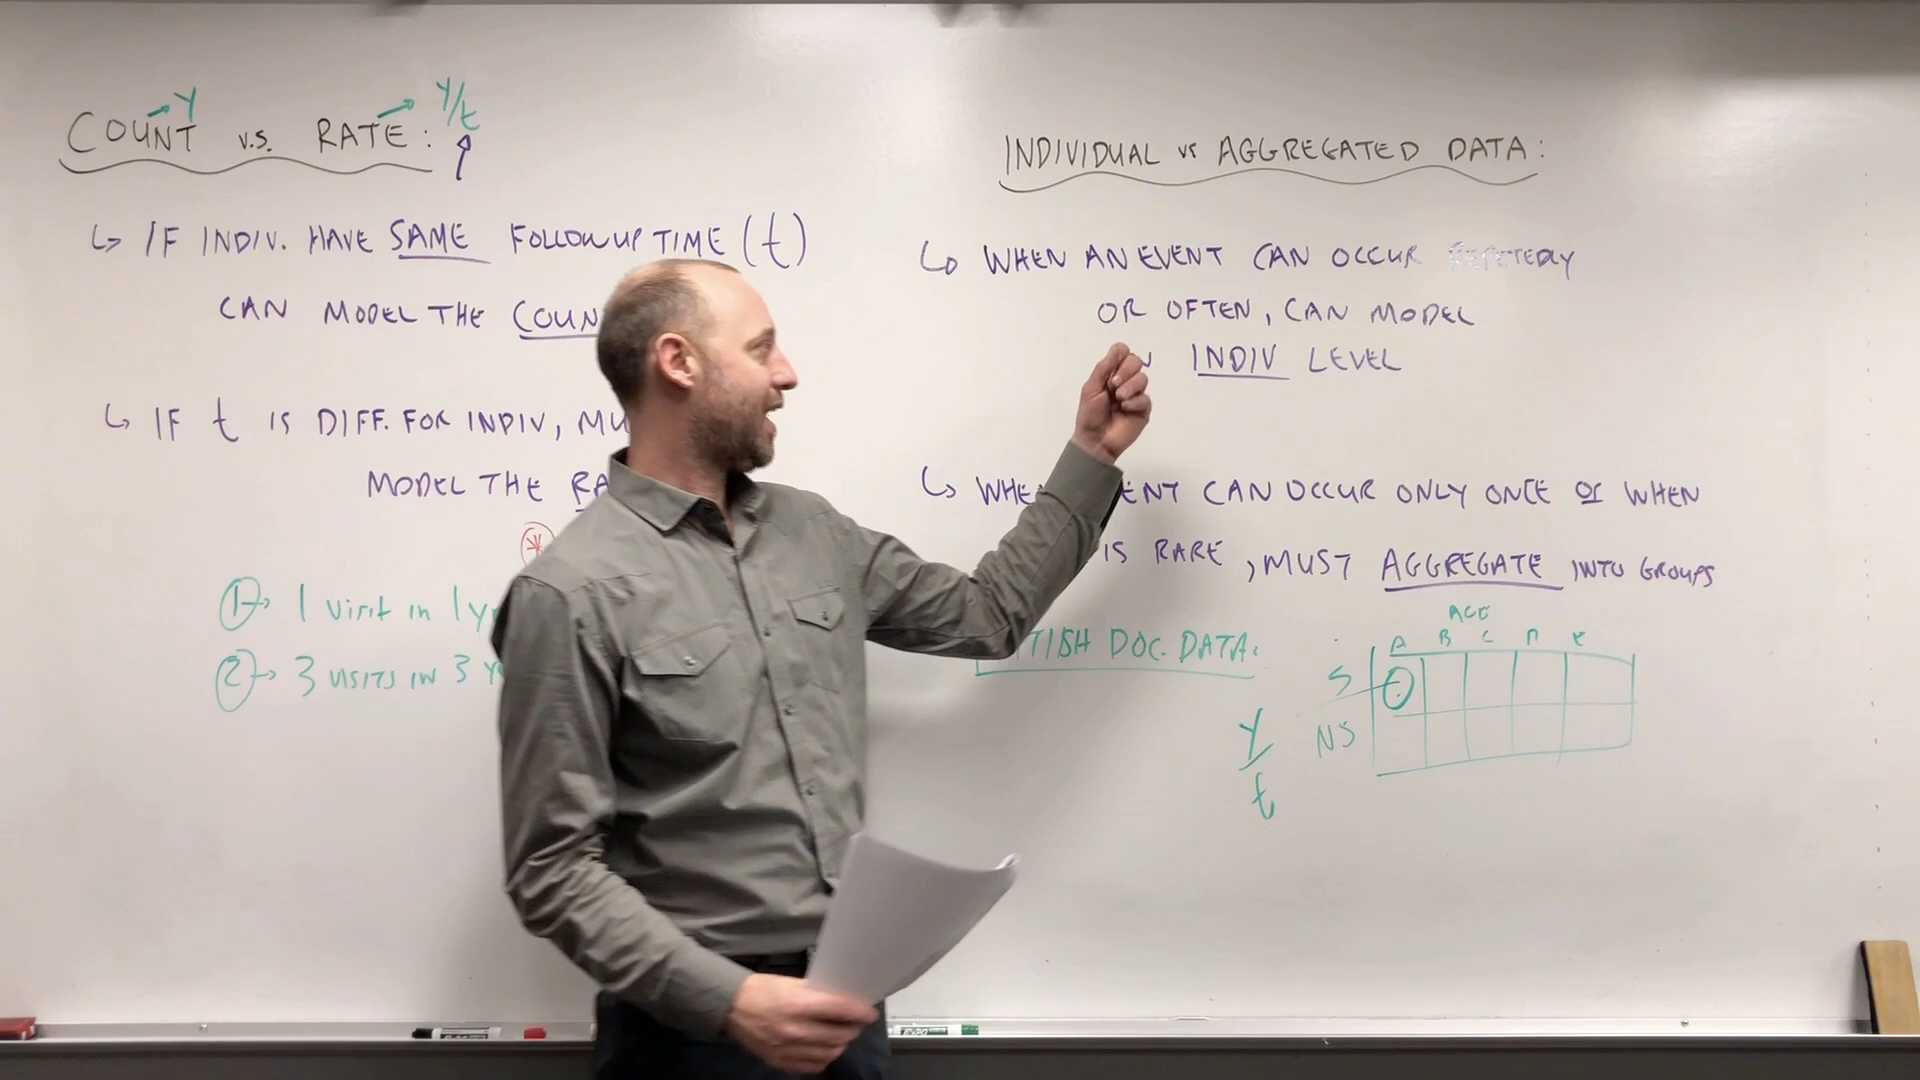 COUNT → Y v.s. RATE: → Y/t
↳ IF INDIV. HAVE SAME FOLLOWUP TIME (t)
CAN MODEL THE COUN
↳ IF t IS DIFF. FOR INDIV, MU
MODEL THE RA
①→ 1 visit in 1 yr
②→ 3 visits in 3 y
INDIVIDUAL vs AGGREGATED DATA:
↳ WHEN AN EVENT CAN OCCUR REPETEDLY
OR OFTEN, CAN MODEL
INDIV LEVEL
↳ WHE ENT CAN OCCUR ONLY ONCE OR WHEN
IS RARE, MUST AGGREGATE INTO GROUPS
TISH DOC. DATA:
AGE
A B C D E
S
NS
Y
t